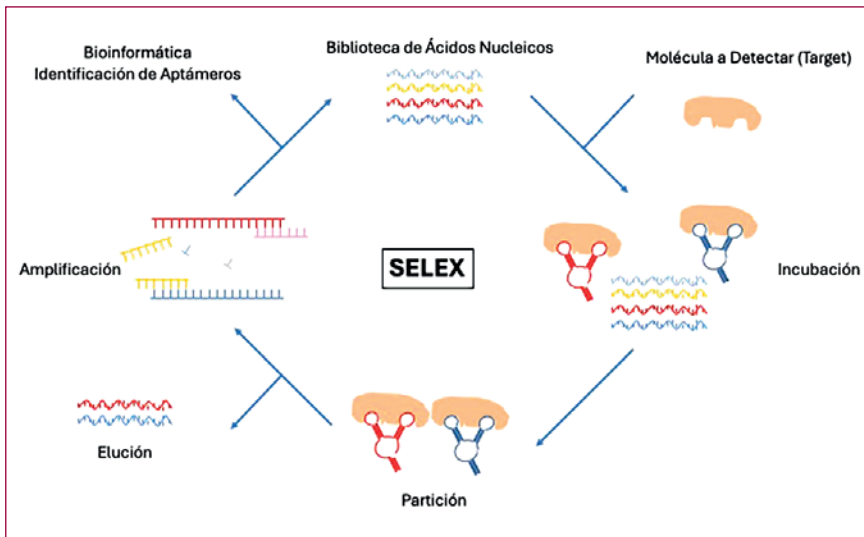 Bioinformática
Identificación de Aptámeros
Biblioteca de Ácidos Nucleicos
Molécula a Detectar (Target)
Amplificación
SELEX
Incubación
Elución
Partición